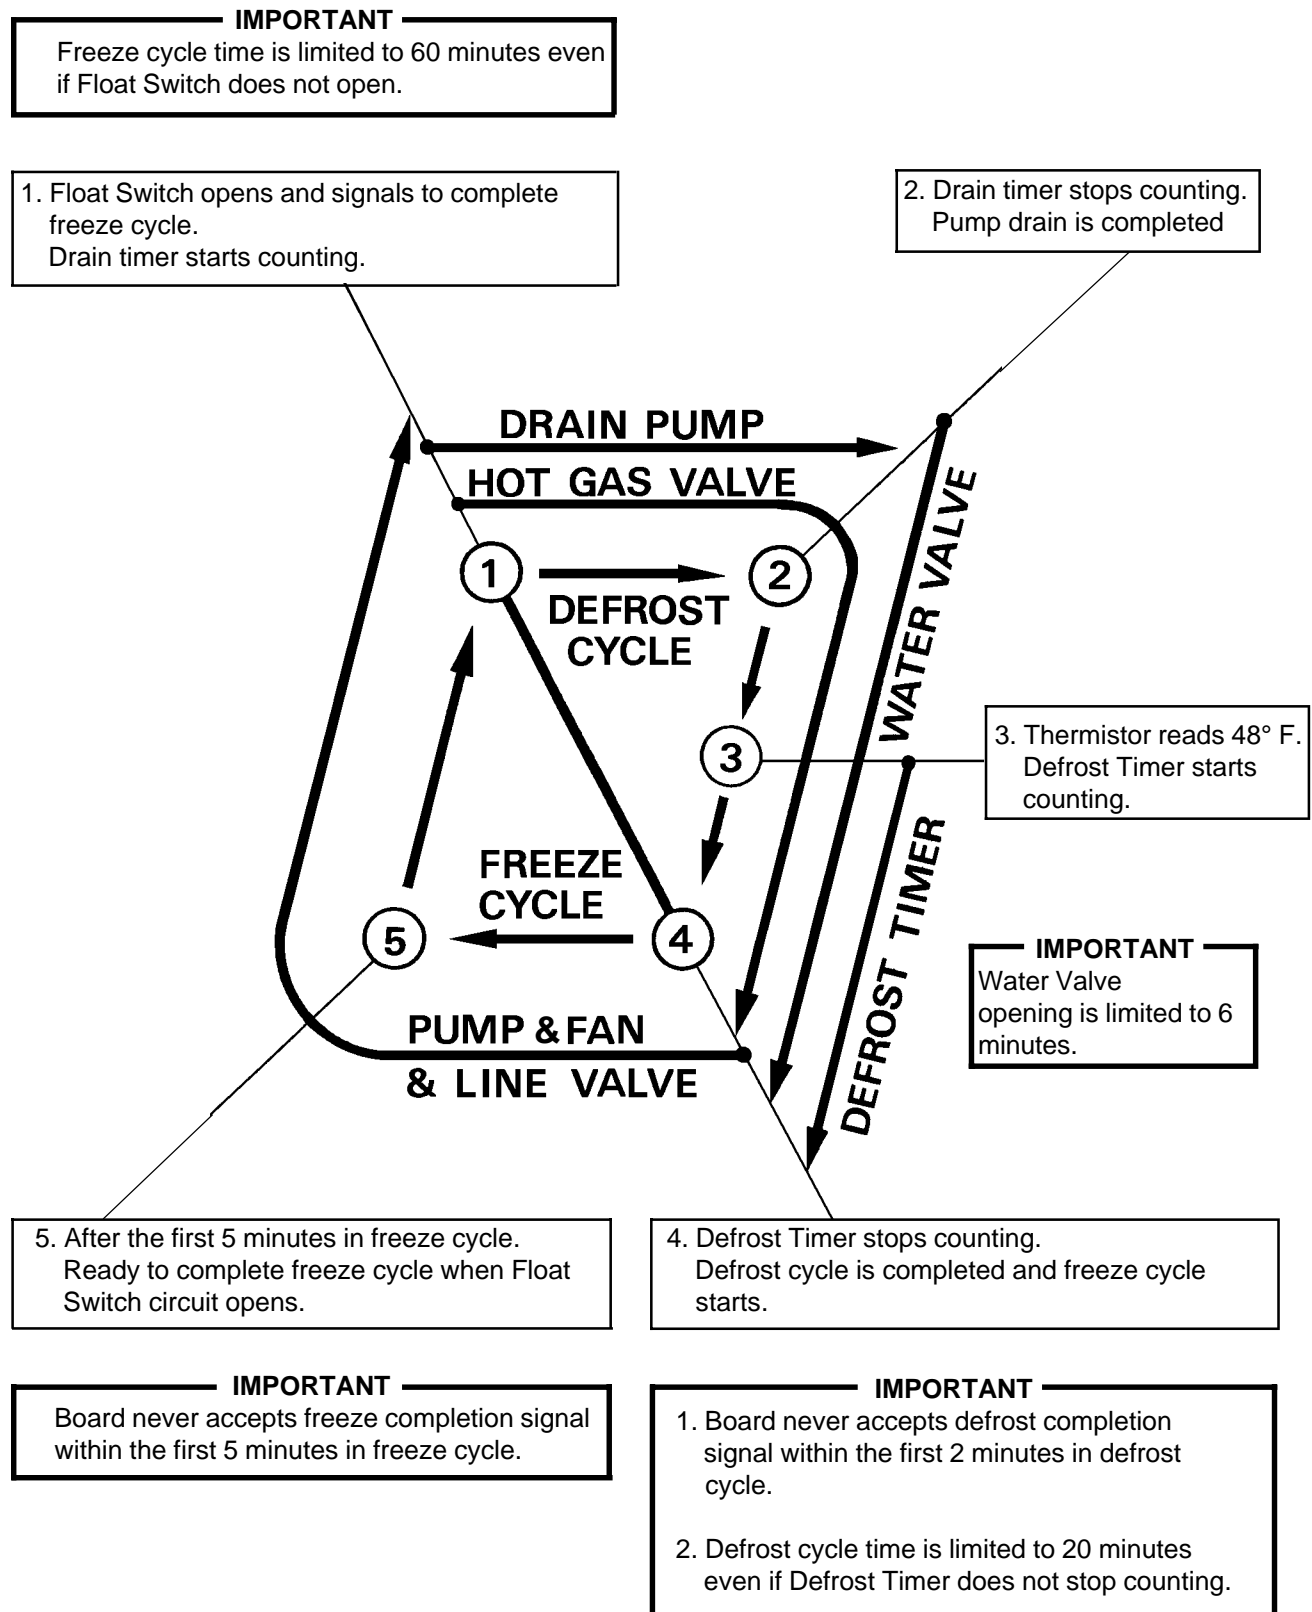 IMPORTANT
Freeze cycle time is limited to 60 minutes even
if Float Switch does not open.
1. Float Switch opens and signals to complete
freeze cycle.
Drain timer starts counting.
2. Drain timer stops counting.
Pump drain is completed
DRAIN PUMP
HOT GAS VALVE
WATER VALVE
1
2
DEFROST
CYCLE
3
3. Thermistor reads 48° F.
Defrost Timer starts
counting.
DEFROST TIMER
FREEZE
CYCLE
5
4
IMPORTANT
Water Valve
opening is limited to 6
minutes.
PUMP & FAN
& LINE VALVE
5. After the first 5 minutes in freeze cycle.
Ready to complete freeze cycle when Float
Switch circuit opens.
4. Defrost Timer stops counting.
Defrost cycle is completed and freeze cycle
starts.
IMPORTANT
Board never accepts freeze completion signal
within the first 5 minutes in freeze cycle.
IMPORTANT
1. Board never accepts defrost completion
signal within the first 2 minutes in defrost
cycle.
2. Defrost cycle time is limited to 20 minutes
even if Defrost Timer does not stop counting.